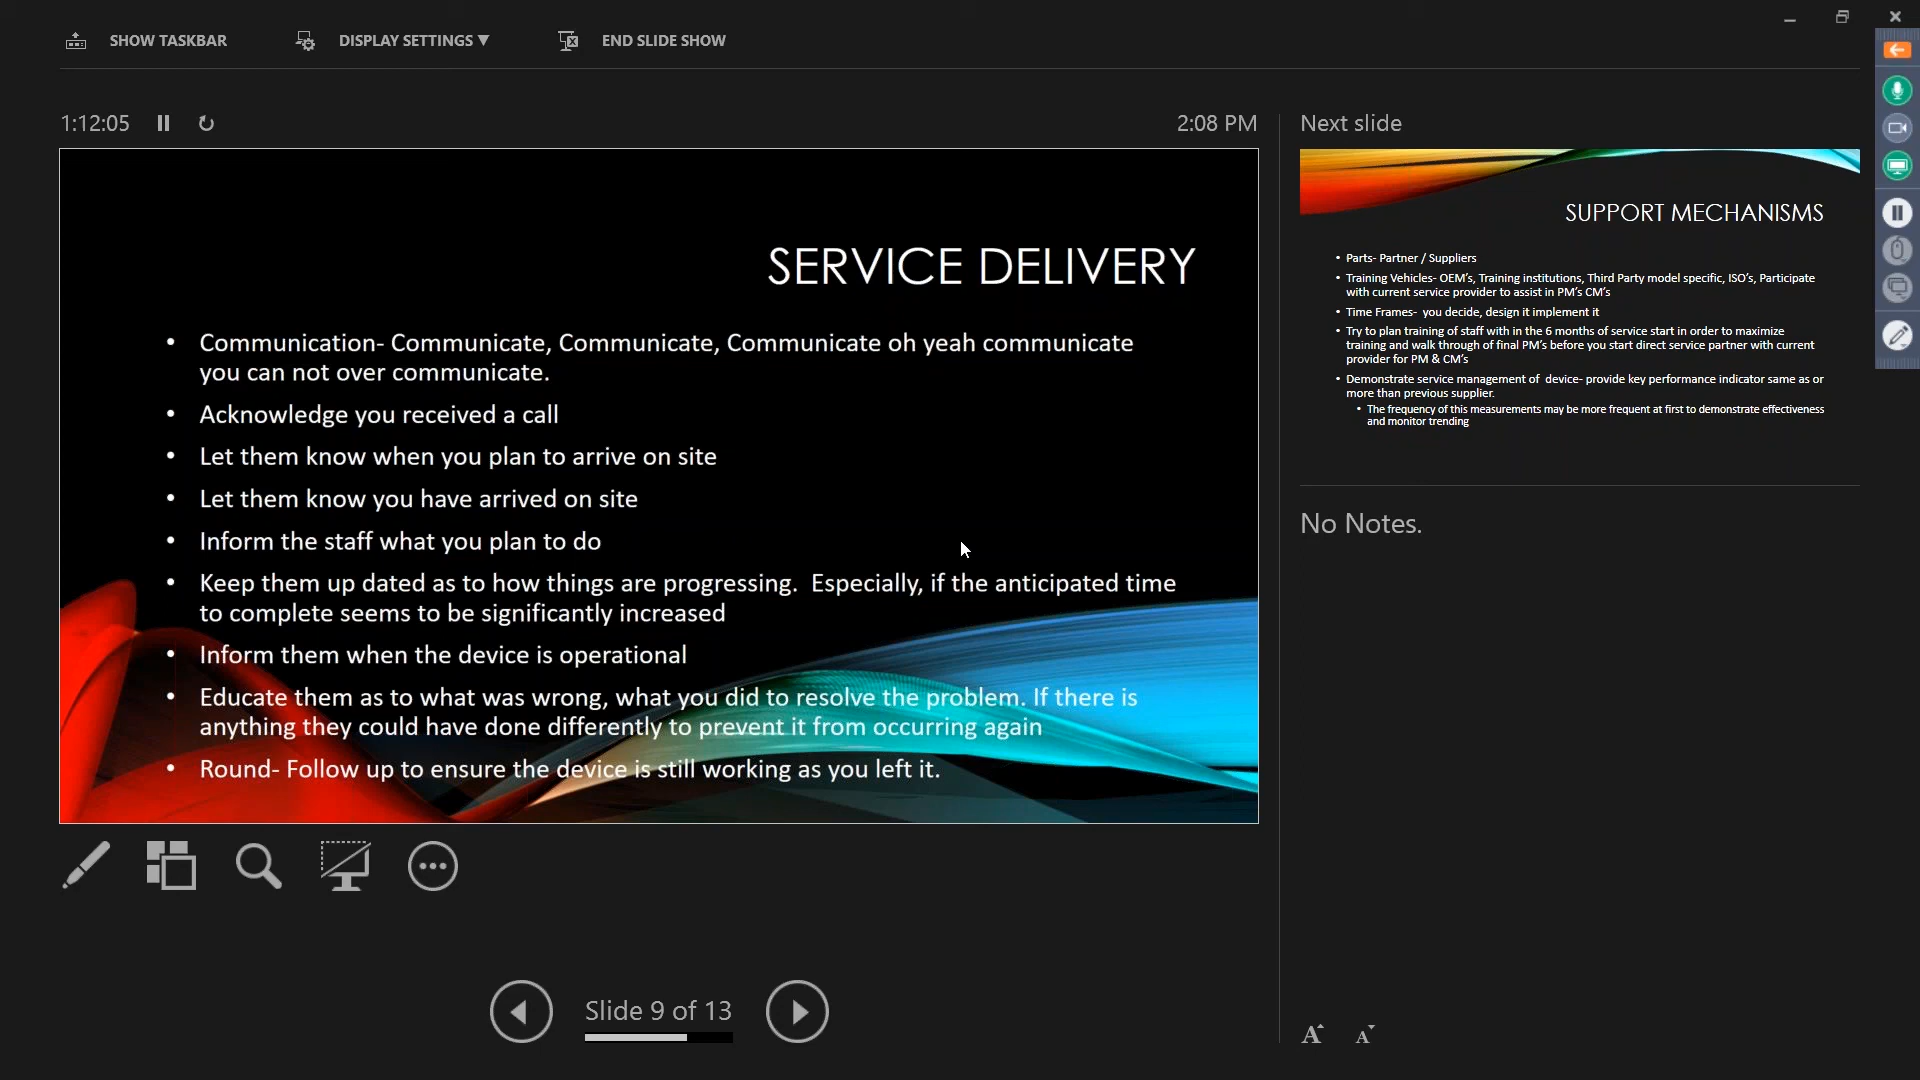 SHOW TASKBAR
DISPLAY SETTINGS ▼
END SLIDE SHOW
1:12:05
2:08 PM
SERVICE DELIVERY
• Communication- Communicate, Communicate, Communicate oh yeah communicate
you can not over communicate.
• Acknowledge you received a call
• Let them know when you plan to arrive on site
• Let them know you have arrived on site
• Inform the staff what you plan to do
• Keep them up dated as to how things are progressing.  Especially, if the anticipated time
to complete seems to be significantly increased
• Inform them when the device is operational
• Educate them as to what was wrong, what you did to resolve the problem. If there is
anything they could have done differently to prevent it from occurring again
• Round- Follow up to ensure the device is still working as you left it.
Slide 9 of 13
Next slide
SUPPORT MECHANISMS
• Parts- Partner / Suppliers
• Training Vehicles- OEM's, Training institutions, Third Party model specific, ISO's, Participate
with current service provider to assist in PM's CM's
• Time Frames-  you decide, design it implement it
• Try to plan training of staff with in the 6 months of service start in order to maximize
training and walk through of final PM's before you start direct service partner with current
provider for PM & CM's
• Demonstrate service management of  device- provide key performance indicator same as or
more than previous supplier.
• The frequency of this measurements may be more frequent at first to demonstrate effectiveness
and monitor trending
No Notes.
A A